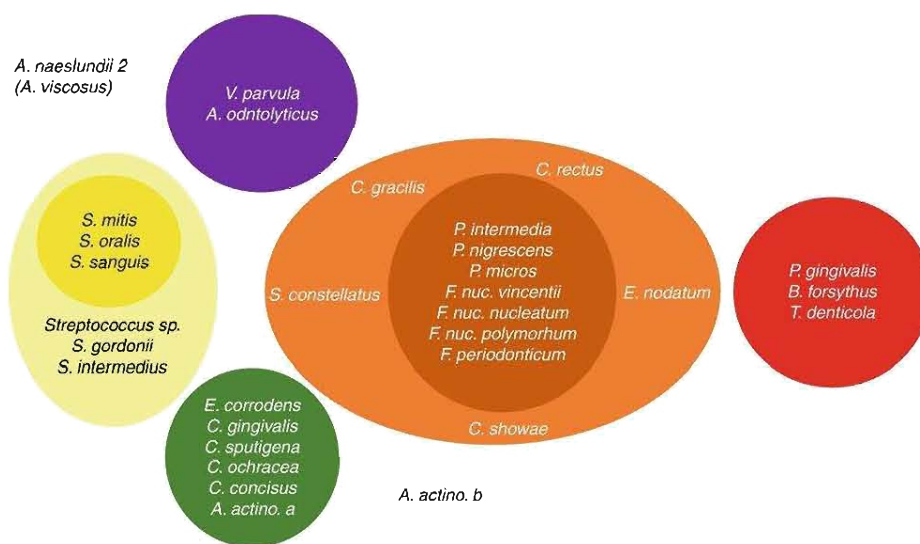 A. naeslundii 2
(A. viscosus)
V. parvula
A. odntolyticus
S. mitis
S. oralis
S. sanguis
Streptococcus sp.
S. gordonii
S. intermedius
E. corrodens
C. gingivalis
C. sputigena
C. ochracea
C. concisus
A. actino. a
C. gracilis
C. rectus
S. constellatus
P. intermedia
P. nigrescens
P. micros
F. nuc. vincentii
F. nuc. nucleatum
F. nuc. polymorhum
F. periodonticum
E. nodatum
C. showae
A. actino. b
P. gingivalis
B. forsythus
T. denticola